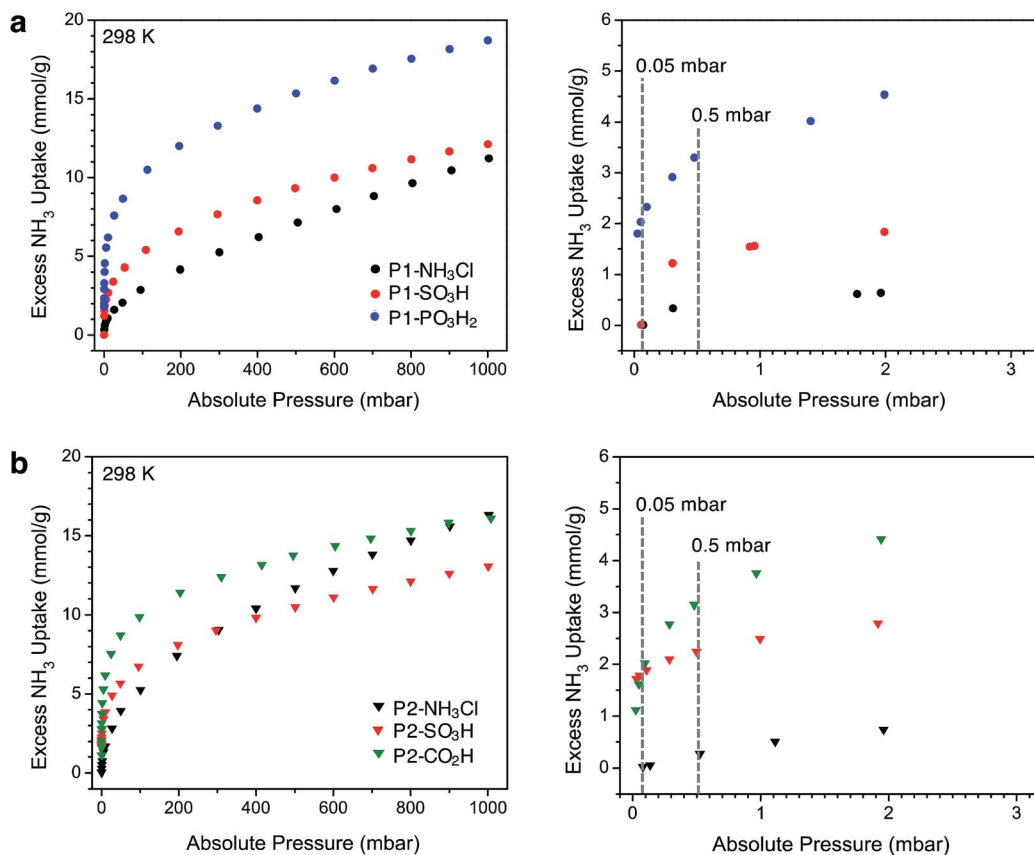 a
298 K
Excess NH₃ Uptake (mmol/g)
20
15
10
5
0
P1-NH₃Cl
P1-SO₃H
P1-PO₃H₂
0 200 400 600 800 1000
Absolute Pressure (mbar)
Excess NH₃ Uptake (mmol/g)
6
5
4
3
2
1
0
0.05 mbar
0.5 mbar
0 1 2 3
Absolute Pressure (mbar)
b
298 K
Excess NH₃ Uptake (mmol/g)
20
15
10
5
0
P2-NH₃Cl
P2-SO₃H
P2-CO₂H
0 200 400 600 800 1000
Absolute Pressure (mbar)
Excess NH₃ Uptake (mmol/g)
6
5
4
3
2
1
0
0.05 mbar
0.5 mbar
0 1 2 3
Absolute Pressure (mbar)